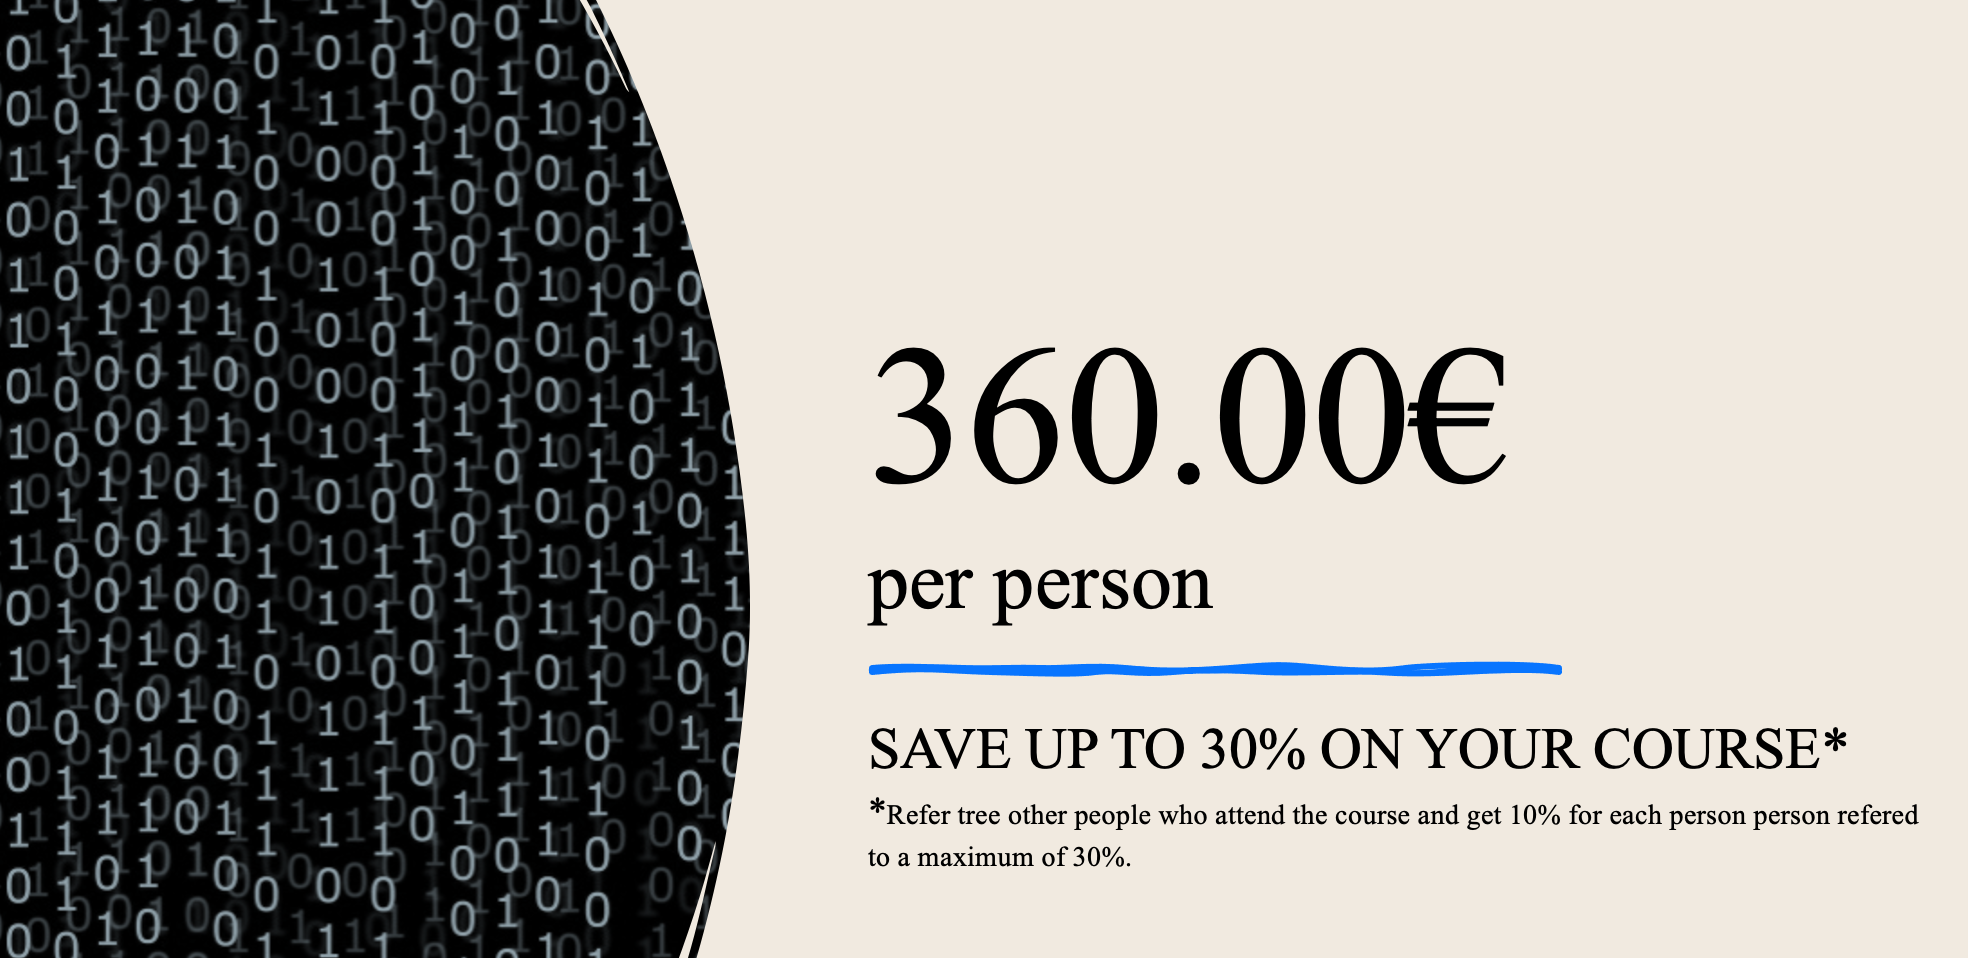 360.00€
per person
SAVE UP TO 30% ON YOUR COURSE*
*Refer tree other people who attend the course and get 10% for each person person refered
to a maximum of 30%.